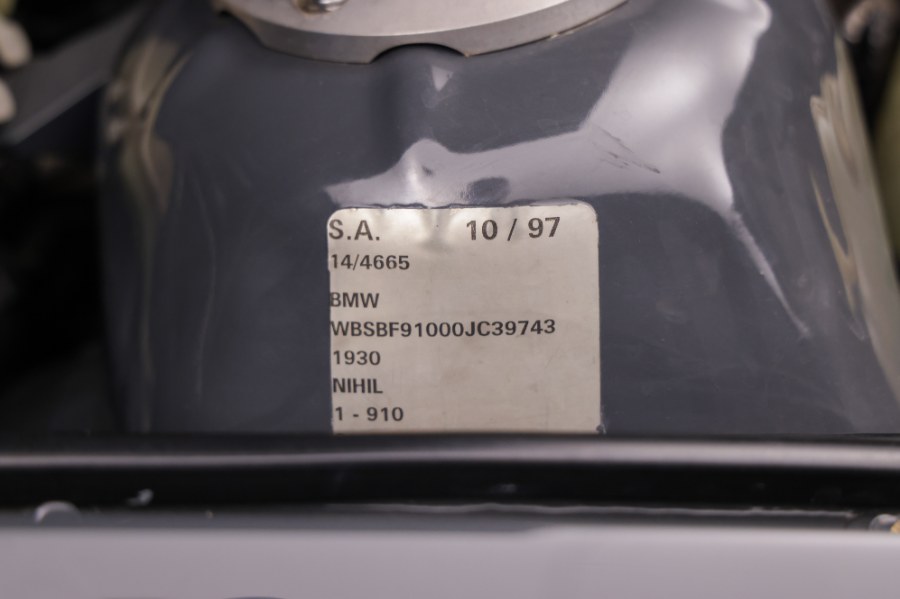 S.A. 10 / 97
14/4665
BMW
WBSBF91000JC39743
1930
NIHIL
1 - 910